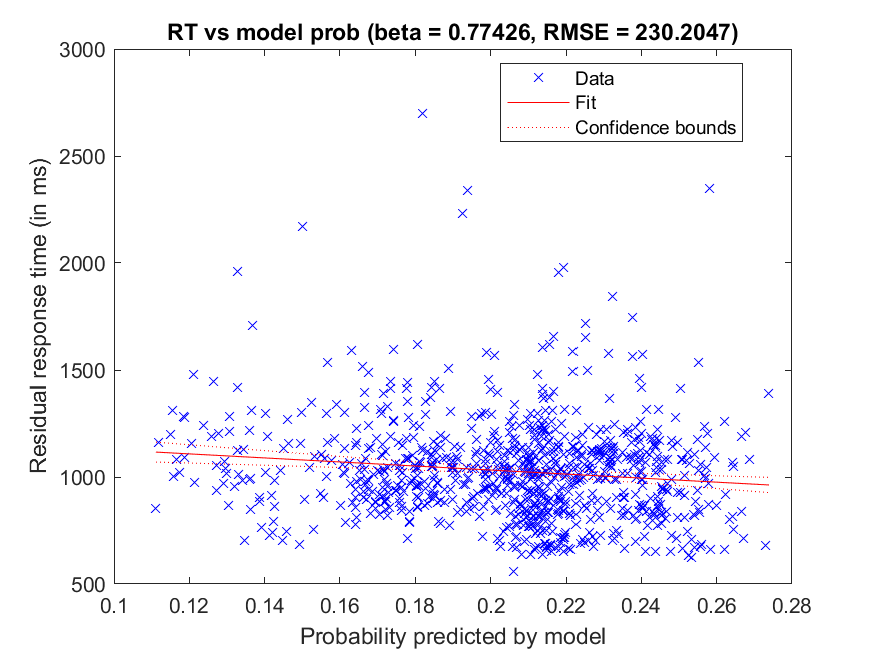 RT vs model prob (beta = 0.77426, RMSE = 230.2047)
3000
2500
2000
1500
1000
500
Residual response time (in ms)
Data
Fit
Confidence bounds
0.1 0.12 0.14 0.16 0.18 0.2 0.22 0.24 0.26 0.28
Probability predicted by model